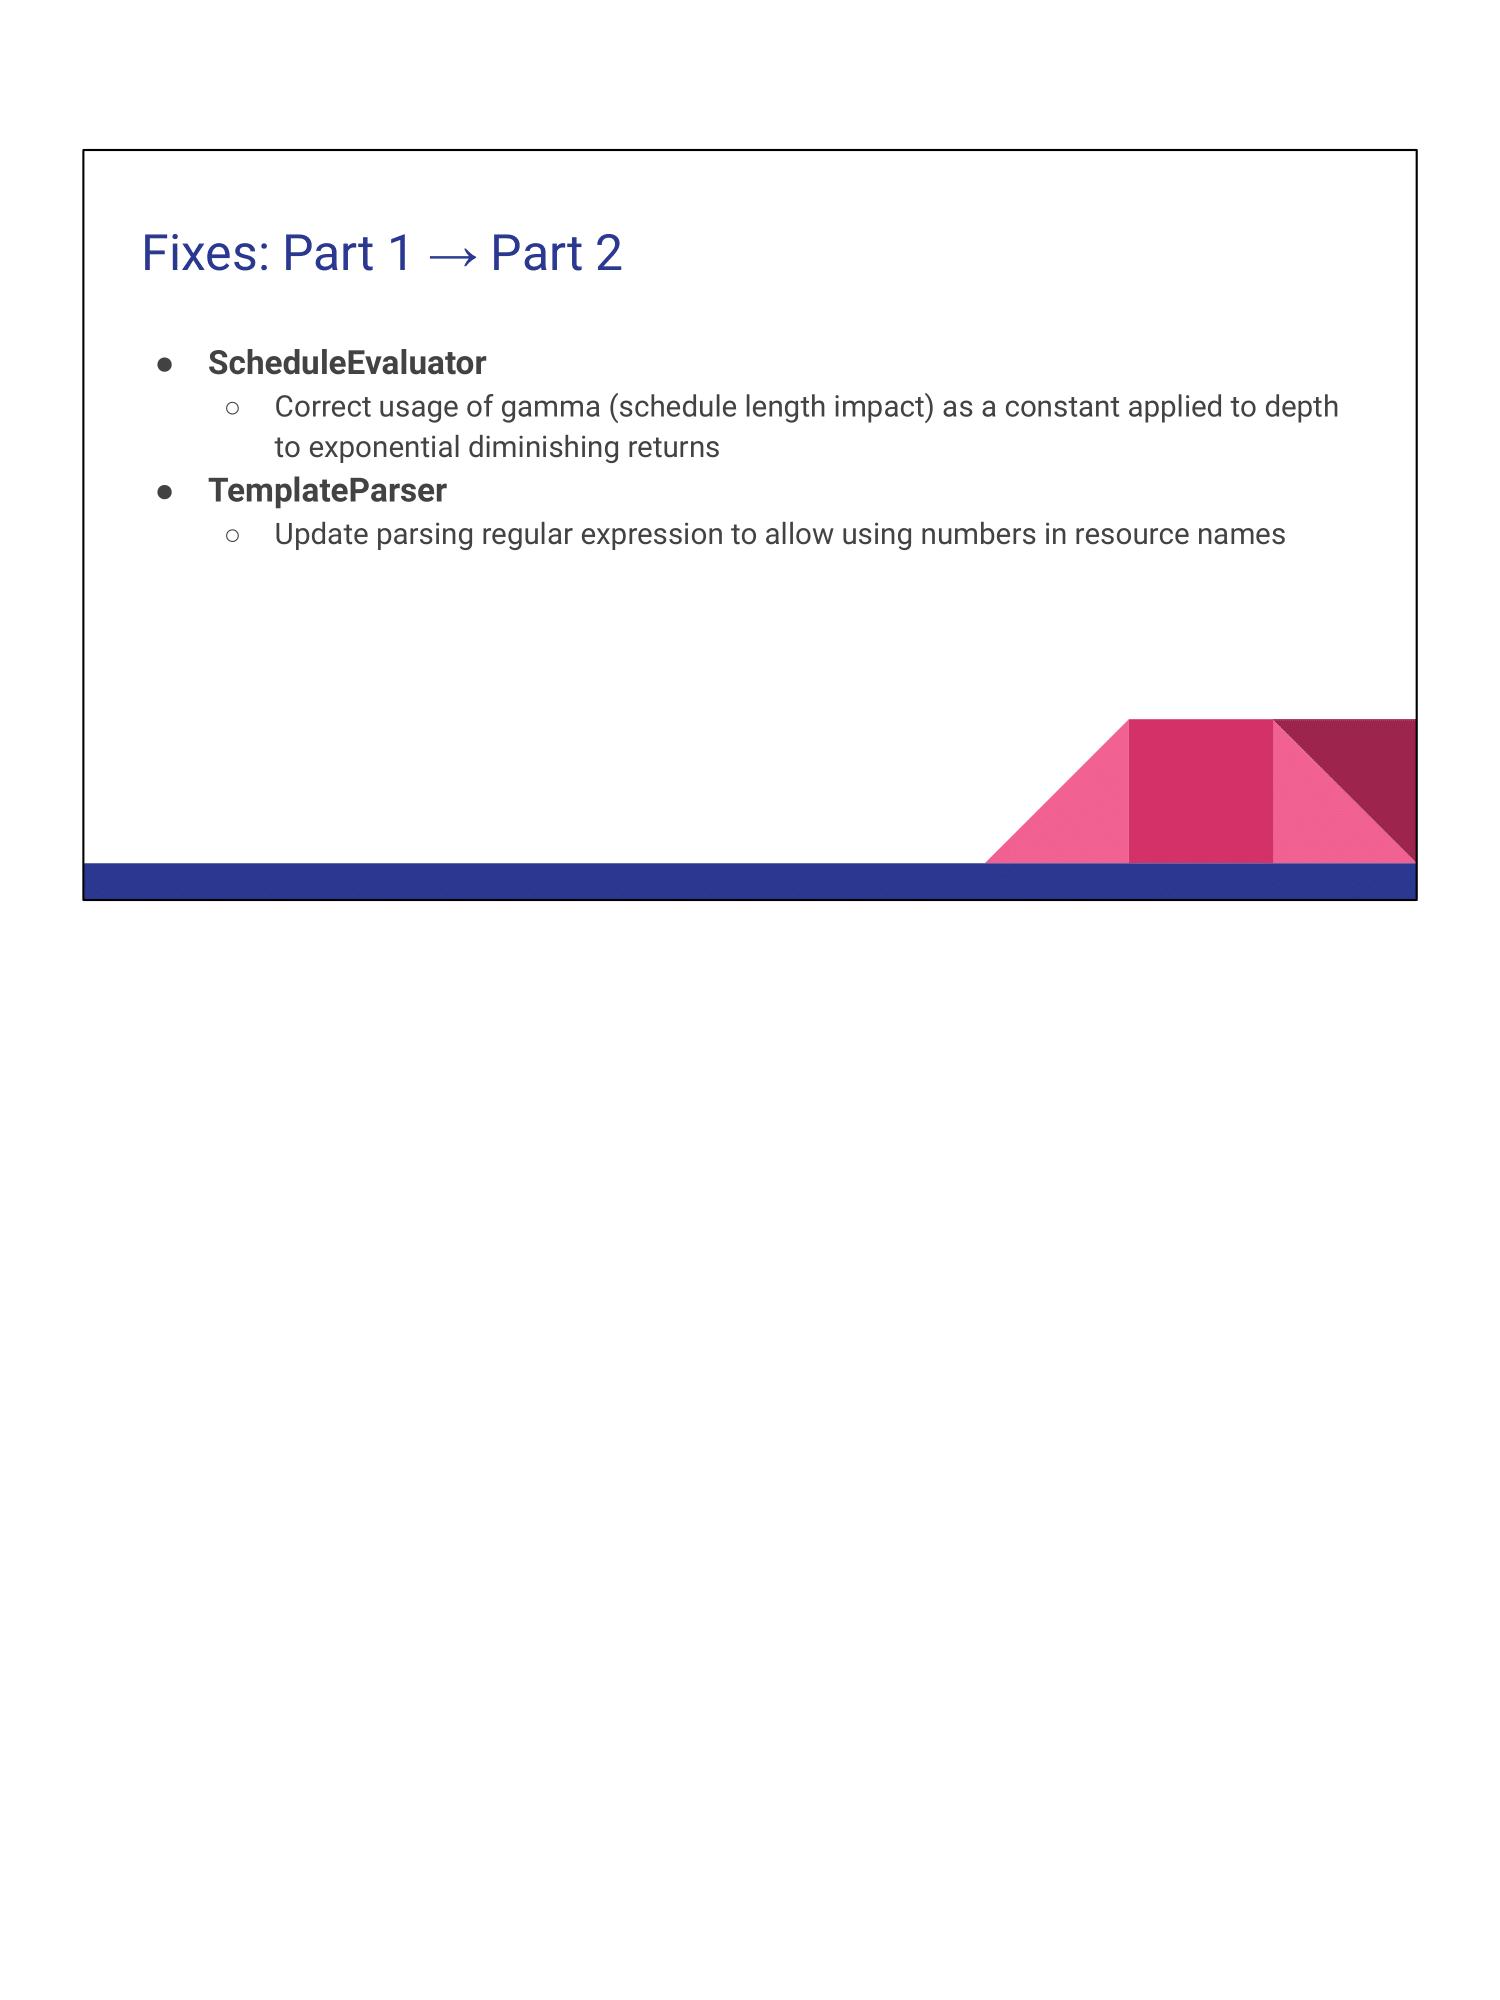 Fixes: Part 1 → Part 2
● ScheduleEvaluator
○ Correct usage of gamma (schedule length impact) as a constant applied to depth
to exponential diminishing returns
● TemplateParser
○ Update parsing regular expression to allow using numbers in resource names